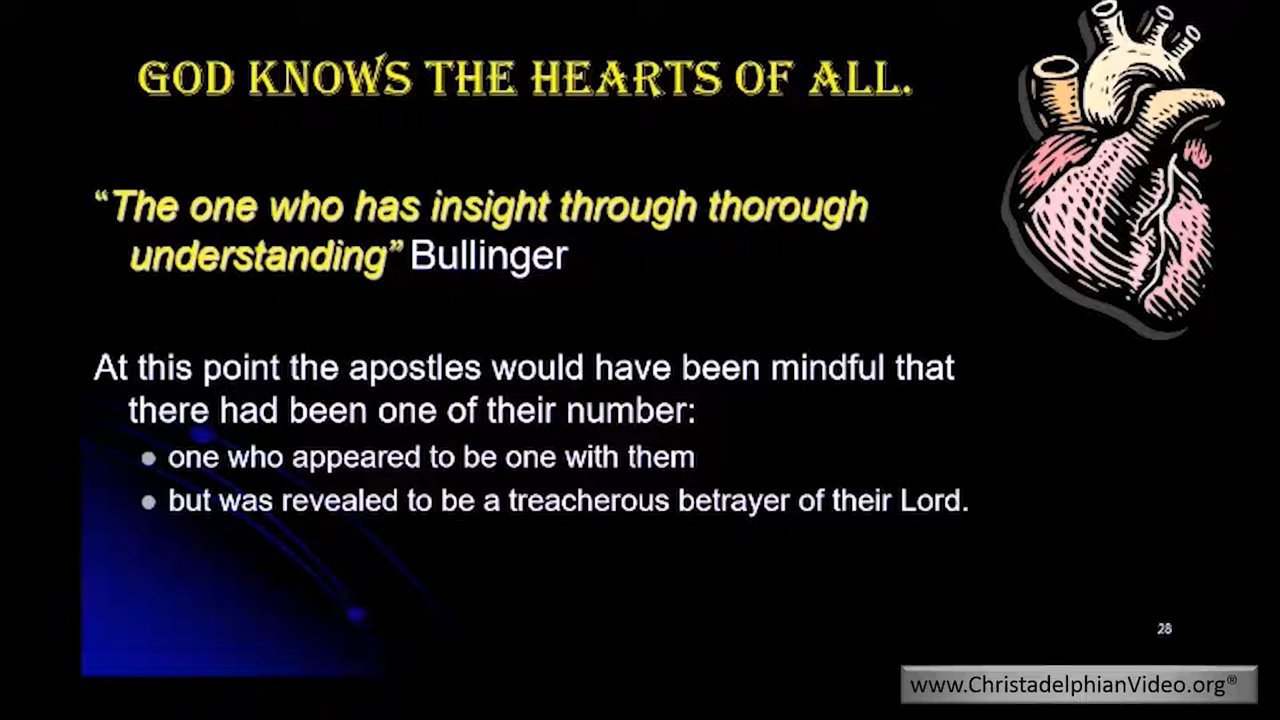 GOD KNOWS THE HEARTS OF ALL.
“The one who has insight through thorough
understanding” Bullinger
At this point the apostles would have been mindful that
there had been one of their number:
● one who appeared to be one with them
● but was revealed to be a treacherous betrayer of their Lord.
28
www.ChristadelphianVideo.org®